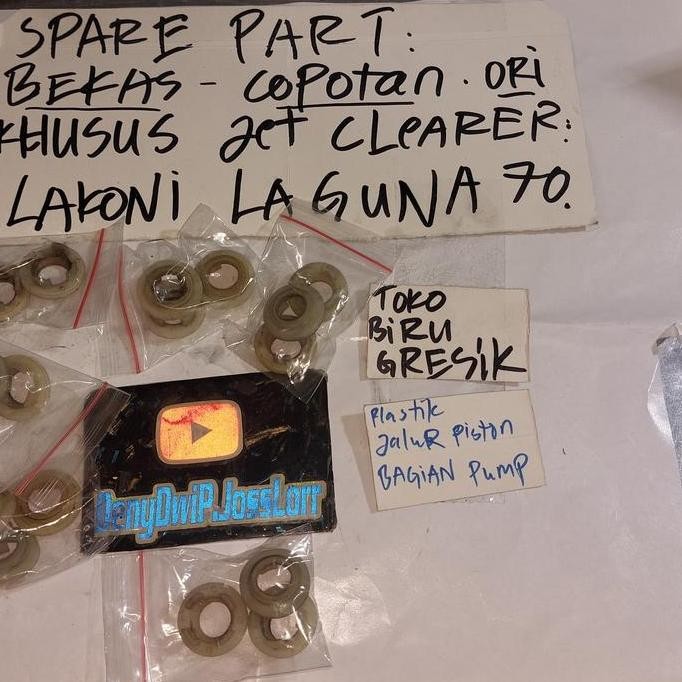 SPARE PART:
BEKAS - copotan. ORi
KHUSUS Jet CLeARER:
LAKONi LAGUNA 70.
TOKO
BiRU
GRESiK
Plastik
JaluR Piston
BAGiAN PuMP
DenyDwiP.JossLorr